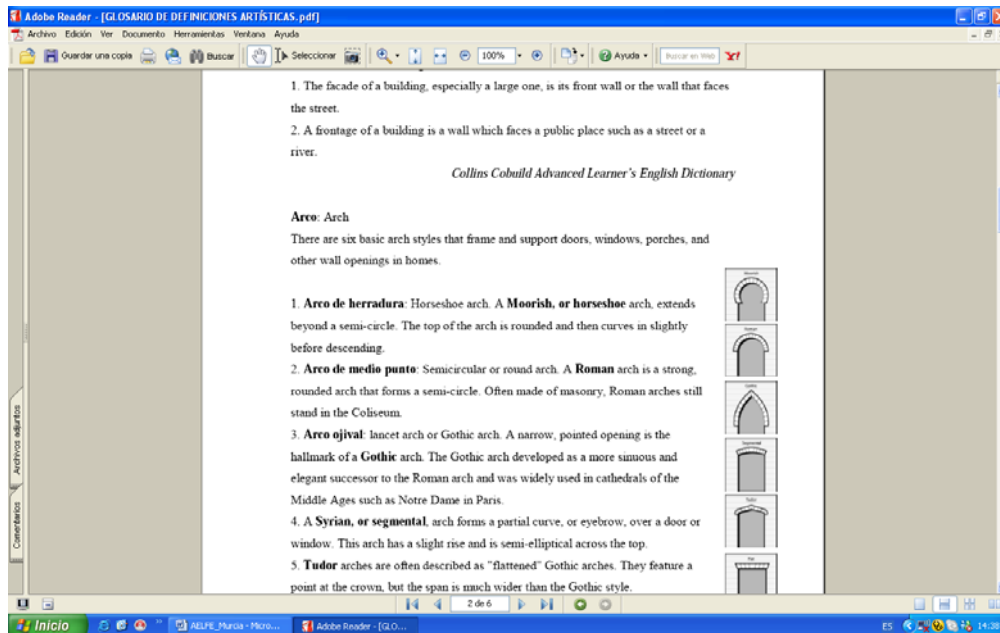 Adobe Reader - [GLOSARIO DE DEFINICIONES ARTÍSTICAS.pdf]
Archivo Edición Ver Documento Herramientas Ventana Ayuda
Guardar una copia Buscar Seleccionar 100% Ayuda Buscar en Web Y!
1. The facade of a building, especially a large one, is its front wall or the wall that faces
the street.
2. A frontage of a building is a wall which faces a public place such as a street or a
river.
Collins Cobuild Advanced Learner's English Dictionary
Arco: Arch
There are six basic arch styles that frame and support doors, windows, porches, and
other wall openings in homes.
1. Arco de herradura: Horseshoe arch. A Moorish, or horseshoe arch, extends
beyond a semi-circle. The top of the arch is rounded and then curves in slightly
before descending.
2. Arco de medio punto: Semicircular or round arch. A Roman arch is a strong,
rounded arch that forms a semi-circle. Often made of masonry, Roman arches still
stand in the Coliseum.
3. Arco ojival: lancet arch or Gothic arch. A narrow, pointed opening is the
hallmark of a Gothic arch. The Gothic arch developed as a more sinuous and
elegant successor to the Roman arch and was widely used in cathedrals of the
Middle Ages such as Notre Dame in Paris.
4. A Syrian, or segmental, arch forms a partial curve, or eyebrow, over a door or
window. This arch has a slight rise and is semi-elliptical across the top.
5. Tudor arches are often described as "flattened" Gothic arches. They feature a
point at the crown, but the span is much wider than the Gothic style.
Archivos adjuntos
Comentarios
2 de 6
Inicio AELFE_Murcia - Micro... Adobe Reader - [GLO... ES 14:38